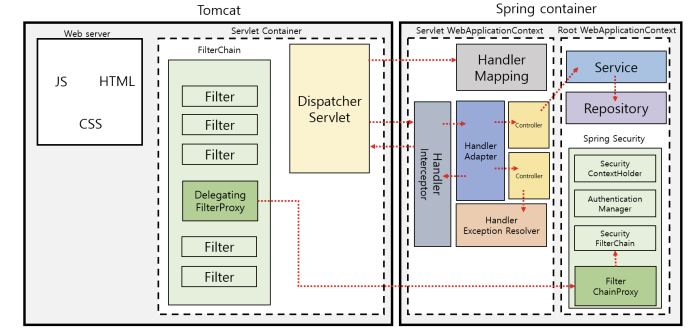 Tomcat
Web server
JS
HTML
CSS
Servlet Container
FilterChain
Filter
Filter
Filter
Delegating
FilterProxy
Filter
Filter
Dispatcher
Servlet
Spring container
Servlet WebApplicationContext
Handler
Mapping
Handler
Interceptor
Handler
Adapter
Controller
Controller
Handler
Exception Resolver
Root WebApplicationContext
Service
Repository
Spring Security
Security
ContextHolder
Authentication
Manager
Security
FilterChain
Filter
ChainProxy